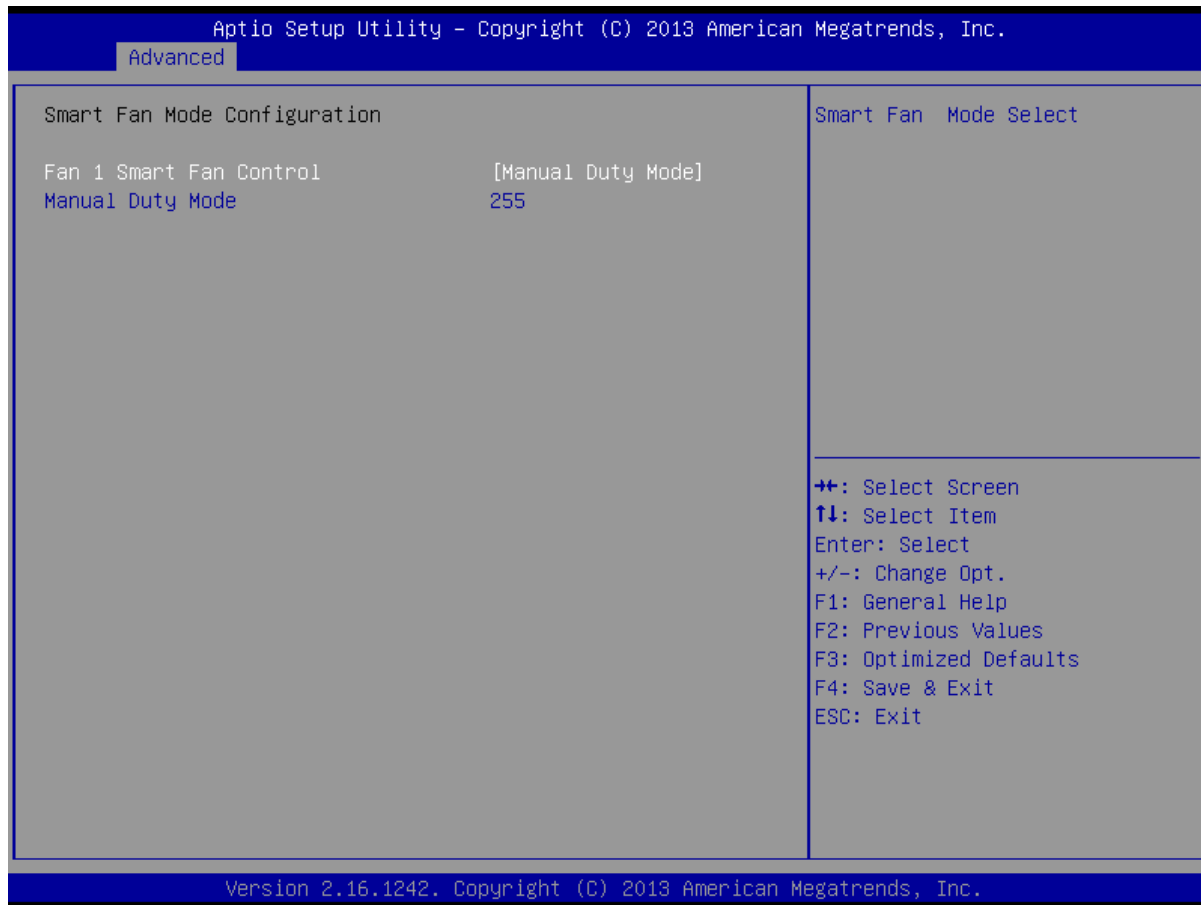 Aptio Setup Utility – Copyright (C) 2013 American Megatrends, Inc.
Advanced
Smart Fan Mode Configuration
Fan 1 Smart Fan Control [Manual Duty Mode]
Manual Duty Mode 255
Smart Fan  Mode Select
→←: Select Screen
↑↓: Select Item
Enter: Select
+/-: Change Opt.
F1: General Help
F2: Previous Values
F3: Optimized Defaults
F4: Save & Exit
ESC: Exit
Version 2.16.1242. Copyright (C) 2013 American Megatrends, Inc.